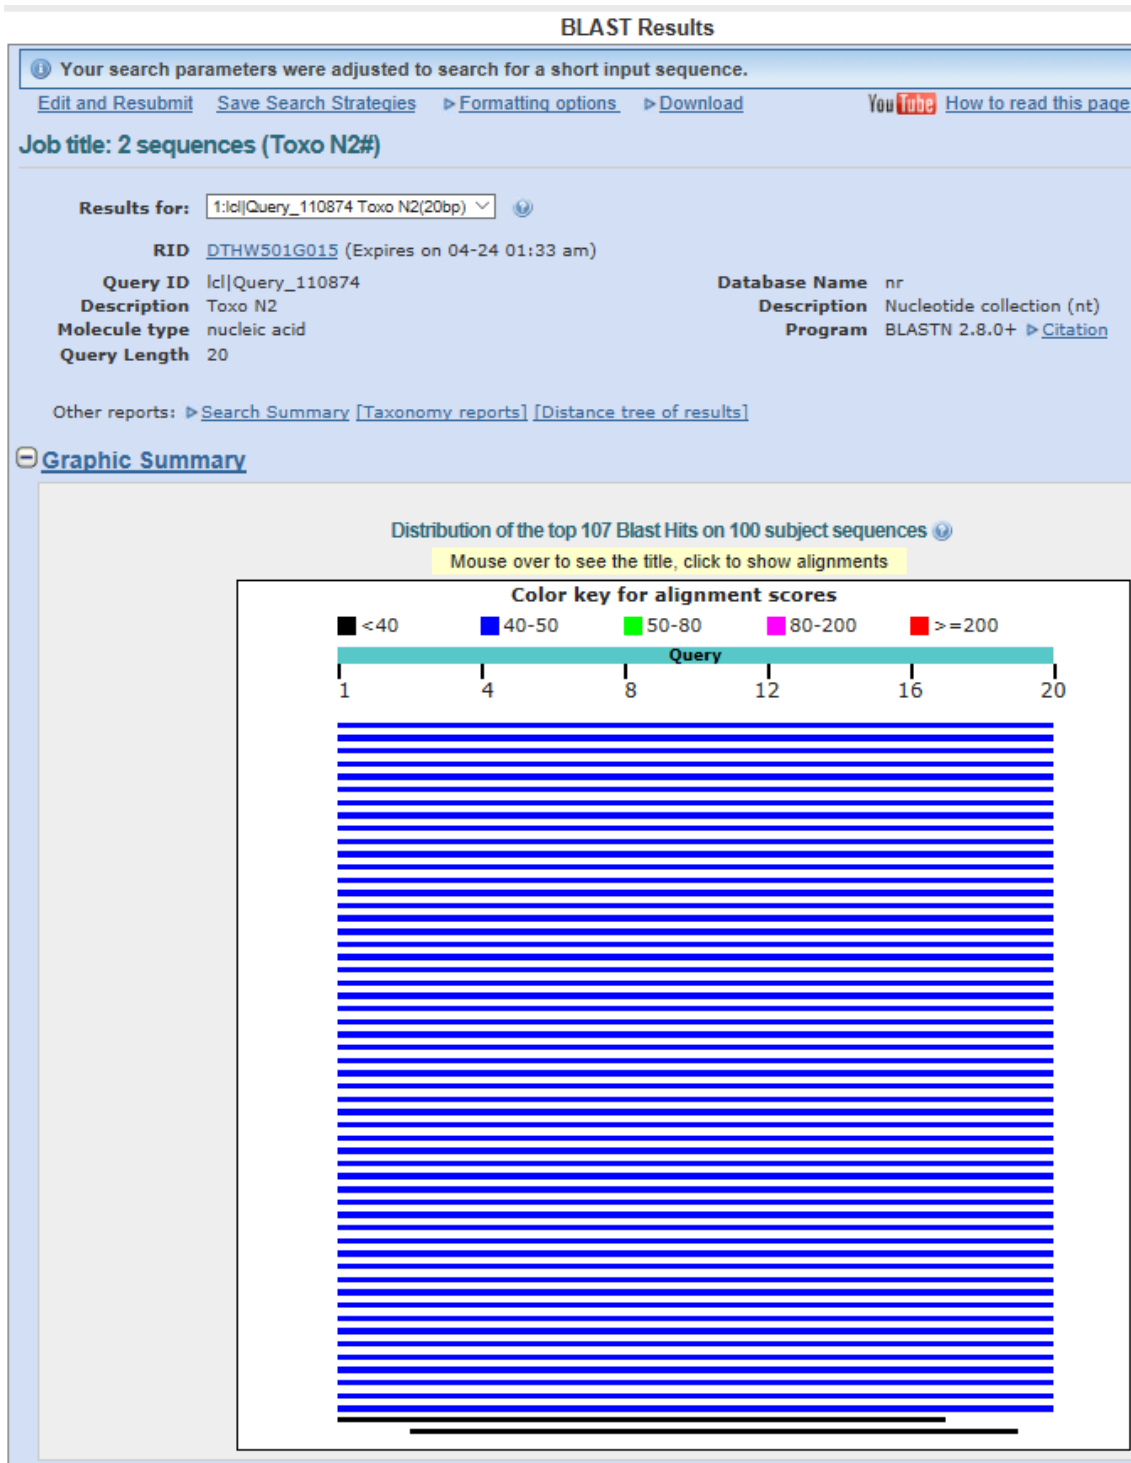 BLAST Results
Your search parameters were adjusted to search for a short input sequence.
Edit and Resubmit Save Search Strategies Formatting options Download YouTube How to read this page
Job title: 2 sequences (Toxo N2#)
Results for: 1:lcl|Query_110874 Toxo N2(20bp)
RID DTHW501G015 (Expires on 04-24 01:33 am)
Query ID lcl|Query_110874 Database Name nr
Description Toxo N2 Description Nucleotide collection (nt)
Molecule type nucleic acid Program BLASTN 2.8.0+ Citation
Query Length 20
Other reports: Search Summary [Taxonomy reports] [Distance tree of results]
Graphic Summary
Distribution of the top 107 Blast Hits on 100 subject sequences
Mouse over to see the title, click to show alignments
Color key for alignment scores
<40 40-50 50-80 80-200 >=200
Query
1 4 8 12 16 20